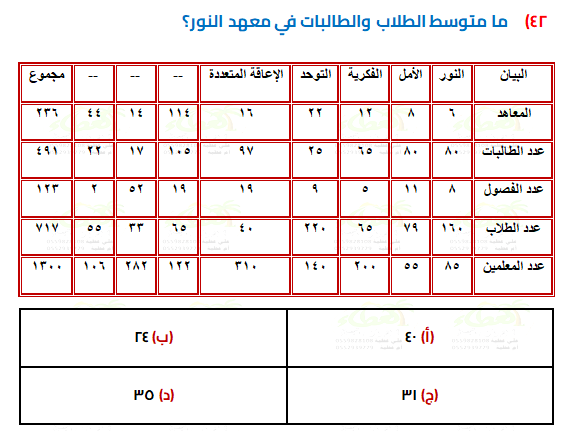 ٤٢) ما متوسط الطلاب والطالبات في معهد النور؟
البيان النور الأمل الفكرية التوحد الإعاقة المتعددة -- -- -- مجموع
المعاهد ٦ ٨ ١٢ ٢٢ ١٦ ١١٤ ١٤ ٤٤ ٢٣٦
عدد الطالبات ٨٠ ٨٠ ٦٥ ٢٥ ٩٧ ١٠٥ ١٧ ٢٢ ٤٩١
عدد الفصول ٨ ١١ ٥ ٩ ١٩ ١٩ ٥٢ ٢ ١٢٣
عدد الطلاب ١٦٠ ٧٩ ٦٥ ٢٢٠ ٤٠ ٦٥ ٣٣ ٥٥ ٧١٧
عدد المعلمين ٨٥ ٥٥ ٢٠٠ ١٤٠ ٣١٠ ١٢٢ ٢٨٢ ١٠٦ ١٣٠٠
(أ) ٤٠ (ب) ٢٤
(ج) ٣١ (د) ٣٥